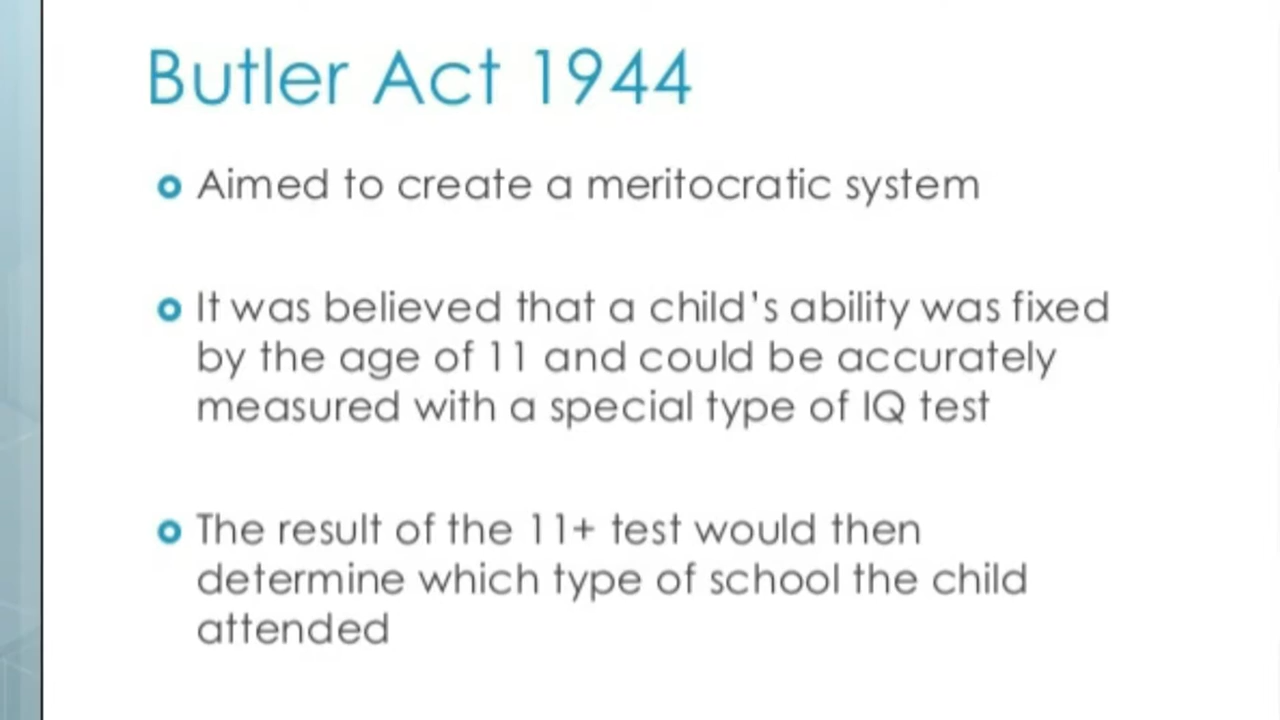 Butler Act 1944
Aimed to create a meritocratic system
It was believed that a child's ability was fixed
by the age of 11 and could be accurately
measured with a special type of IQ test
The result of the 11+ test would then
determine which type of school the child
attended